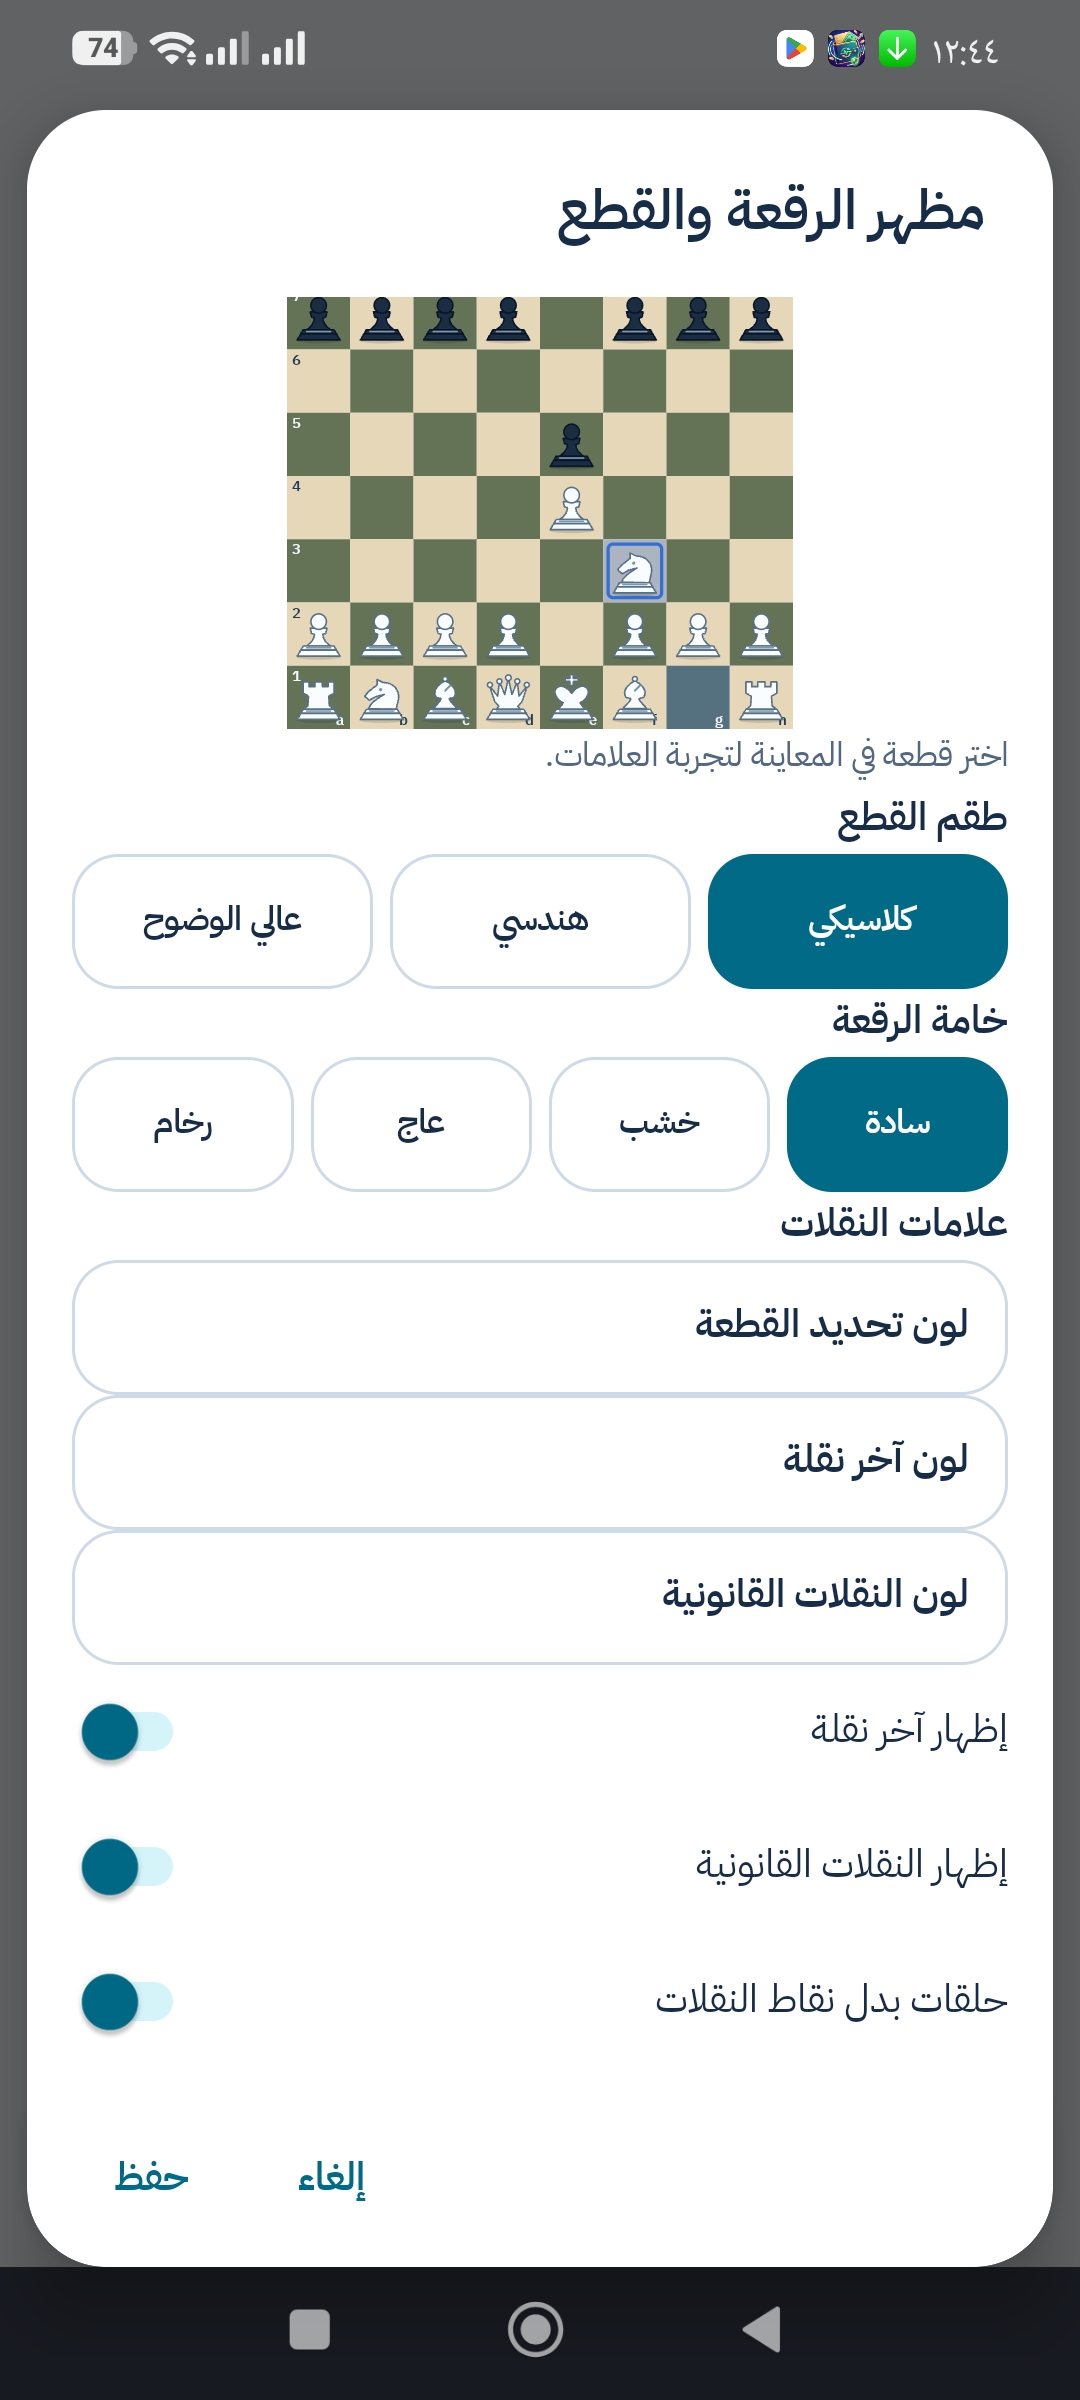 74 ١٢:٤٤
مظهر الرقعة والقطع
7
6
5
4
3
2
1
a b c d e f g h
اختر قطعة في المعاينة لتجربة العلامات.
طقم القطع
كلاسيكي هندسي عالي الوضوح
خامة الرقعة
سادة خشب عاج رخام
علامات النقلات
لون تحديد القطعة
لون آخر نقلة
لون النقلات القانونية
إظهار آخر نقلة
إظهار النقلات القانونية
حلقات بدل نقاط النقلات
إلغاء حفظ